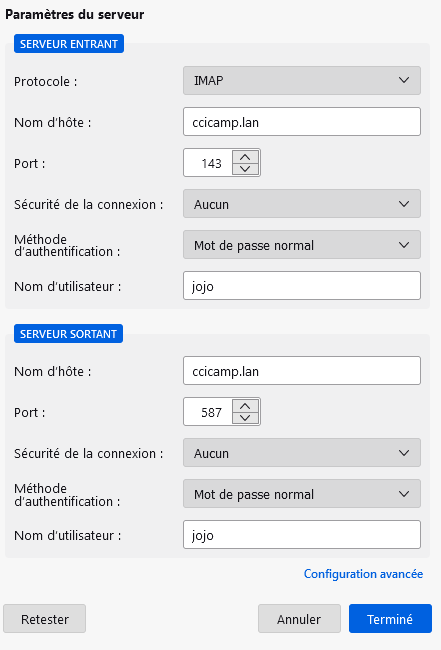 Paramètres du serveur
SERVEUR ENTRANT
Protocole :
IMAP
Nom d'hôte :
ccicamp.lan
Port :
143
Sécurité de la connexion :
Aucun
Méthode
d'authentification :
Mot de passe normal
Nom d'utilisateur :
jojo
SERVEUR SORTANT
Nom d'hôte :
ccicamp.lan
Port :
587
Sécurité de la connexion :
Aucun
Méthode
d'authentification :
Mot de passe normal
Nom d'utilisateur :
jojo
Configuration avancée
Retester
Annuler
Terminé